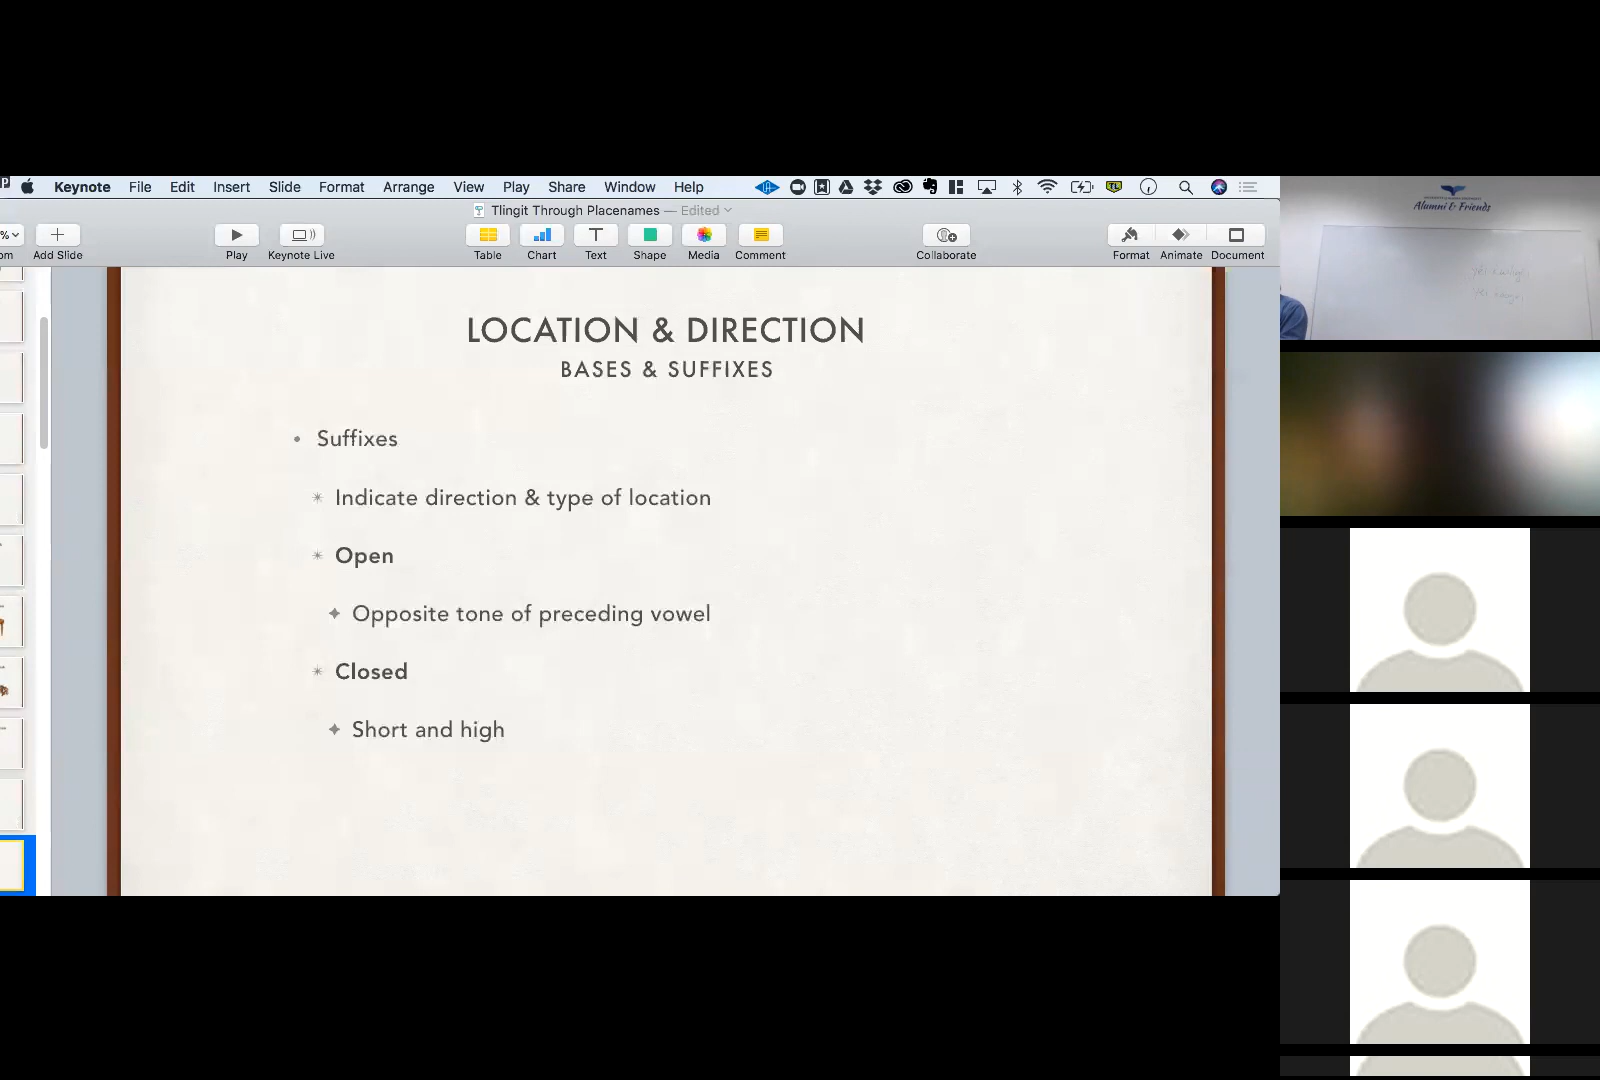 Keynote File Edit Insert Slide Format Arrange View Play Share Window Help
Tlingit Through Placenames — Edited
Add Slide Play Keynote Live Table Chart Text Shape Media Comment Collaborate Format Animate Document
LOCATION & DIRECTION
BASES & SUFFIXES
• Suffixes
Indicate direction & type of location
Open
Opposite tone of preceding vowel
Closed
Short and high
Alumni & Friends